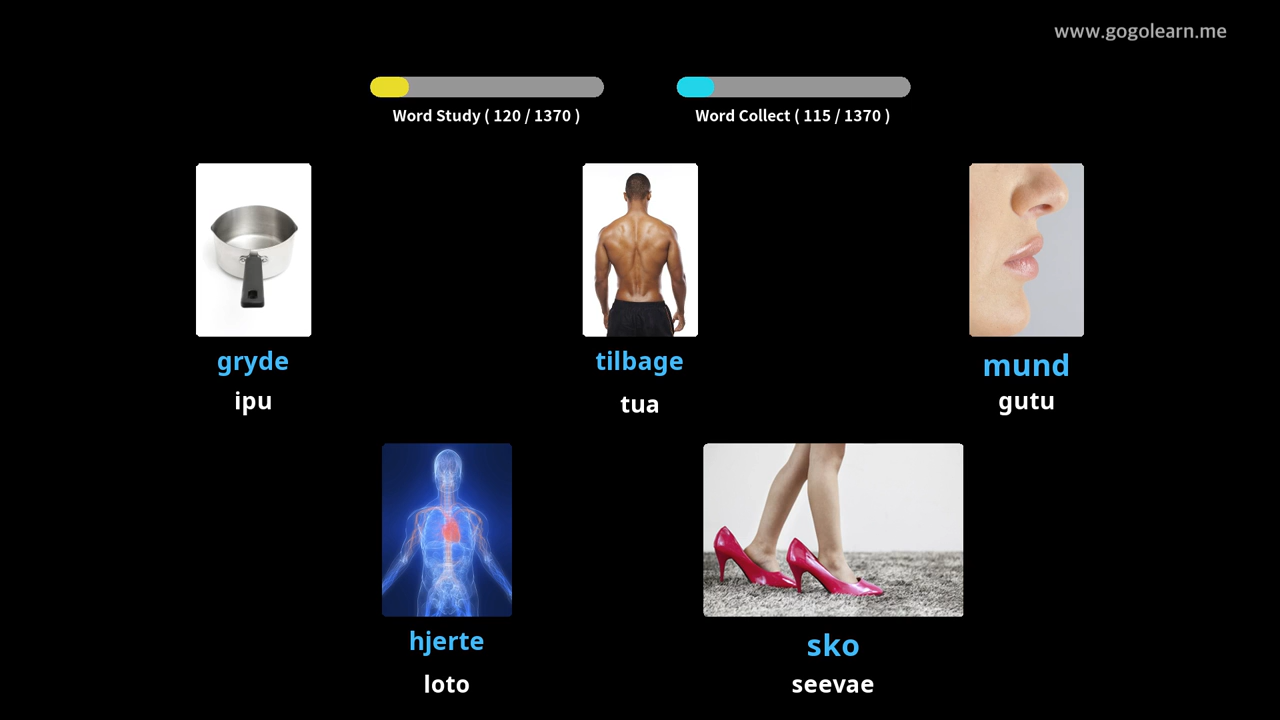 www.gogolearn.me
Word Study ( 120 / 1370 )
Word Collect ( 115 / 1370 )
gryde
ipu
tilbage
tua
mund
gutu
hjerte
loto
sko
seevae